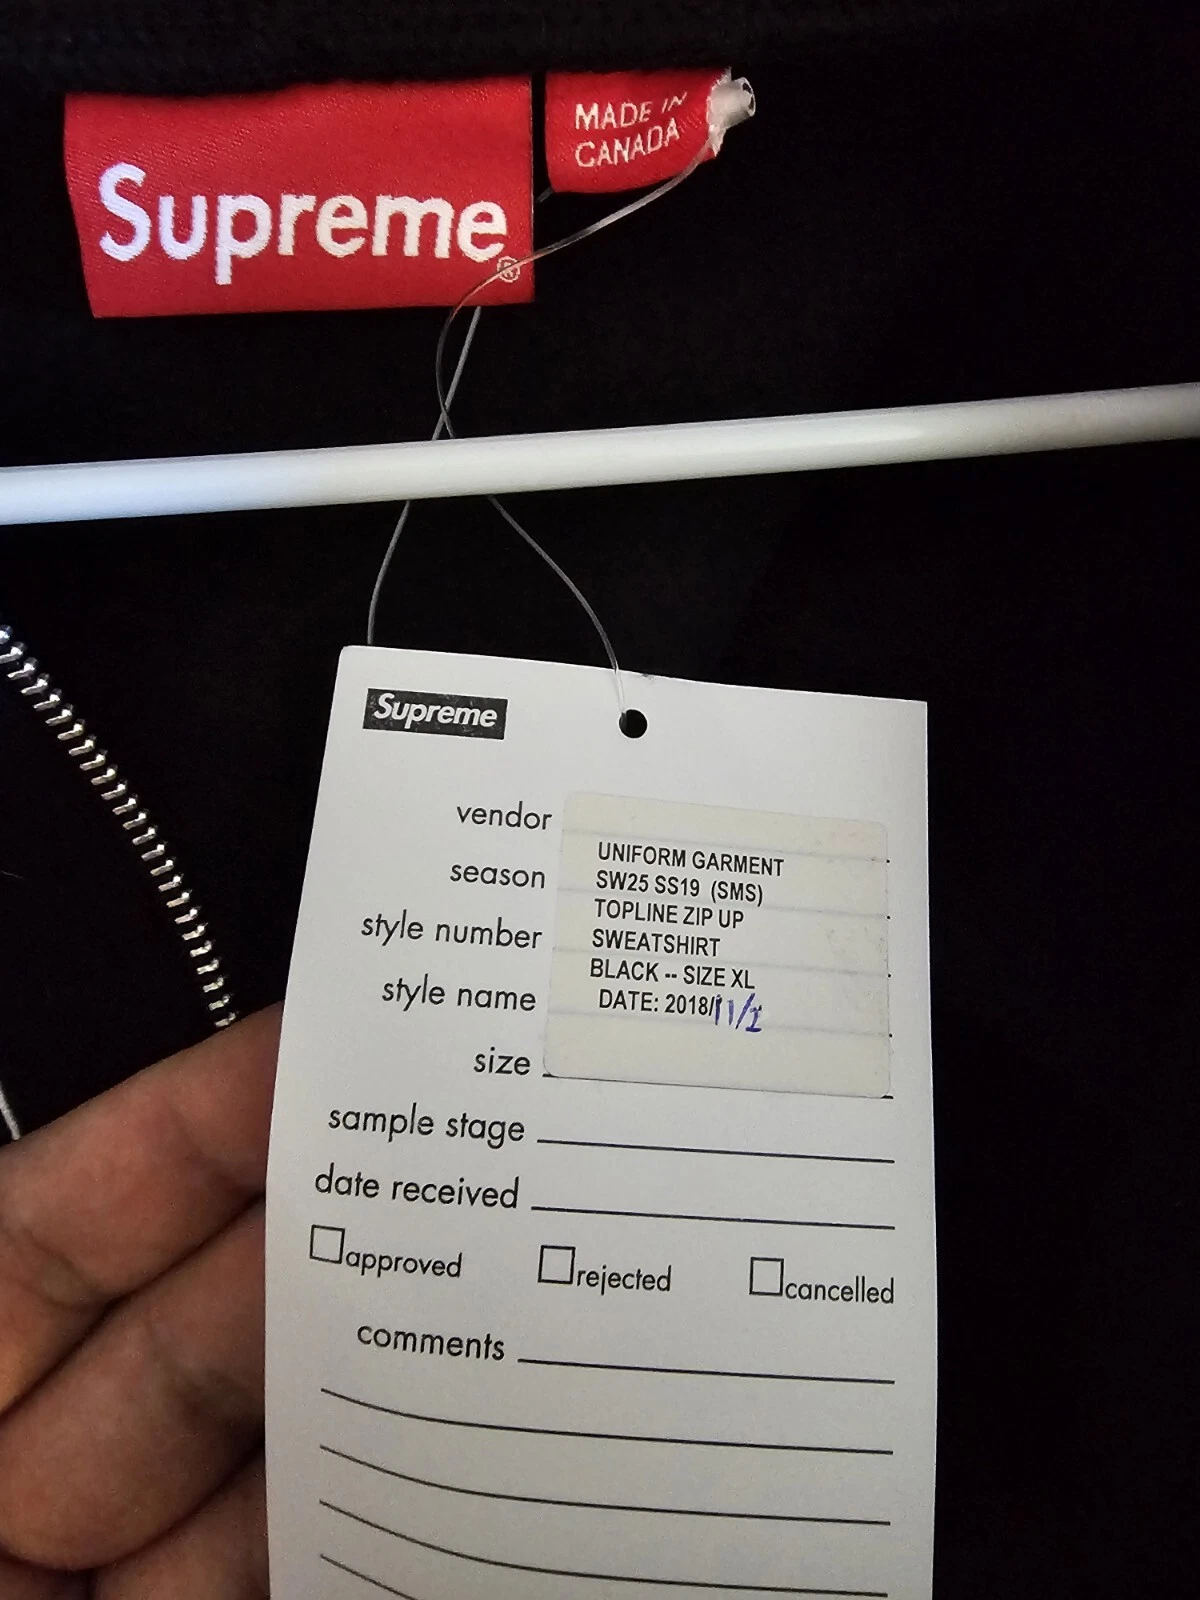 Supreme®
MADE IN
CANADA
Supreme
vendor
season
style number
style name
size
UNIFORM GARMENT
SW25 SS19 (SMS)
TOPLINE ZIP UP
SWEATSHIRT
BLACK -- SIZE XL
DATE: 2018/11/1
sample stage
date received
approved rejected cancelled
comments